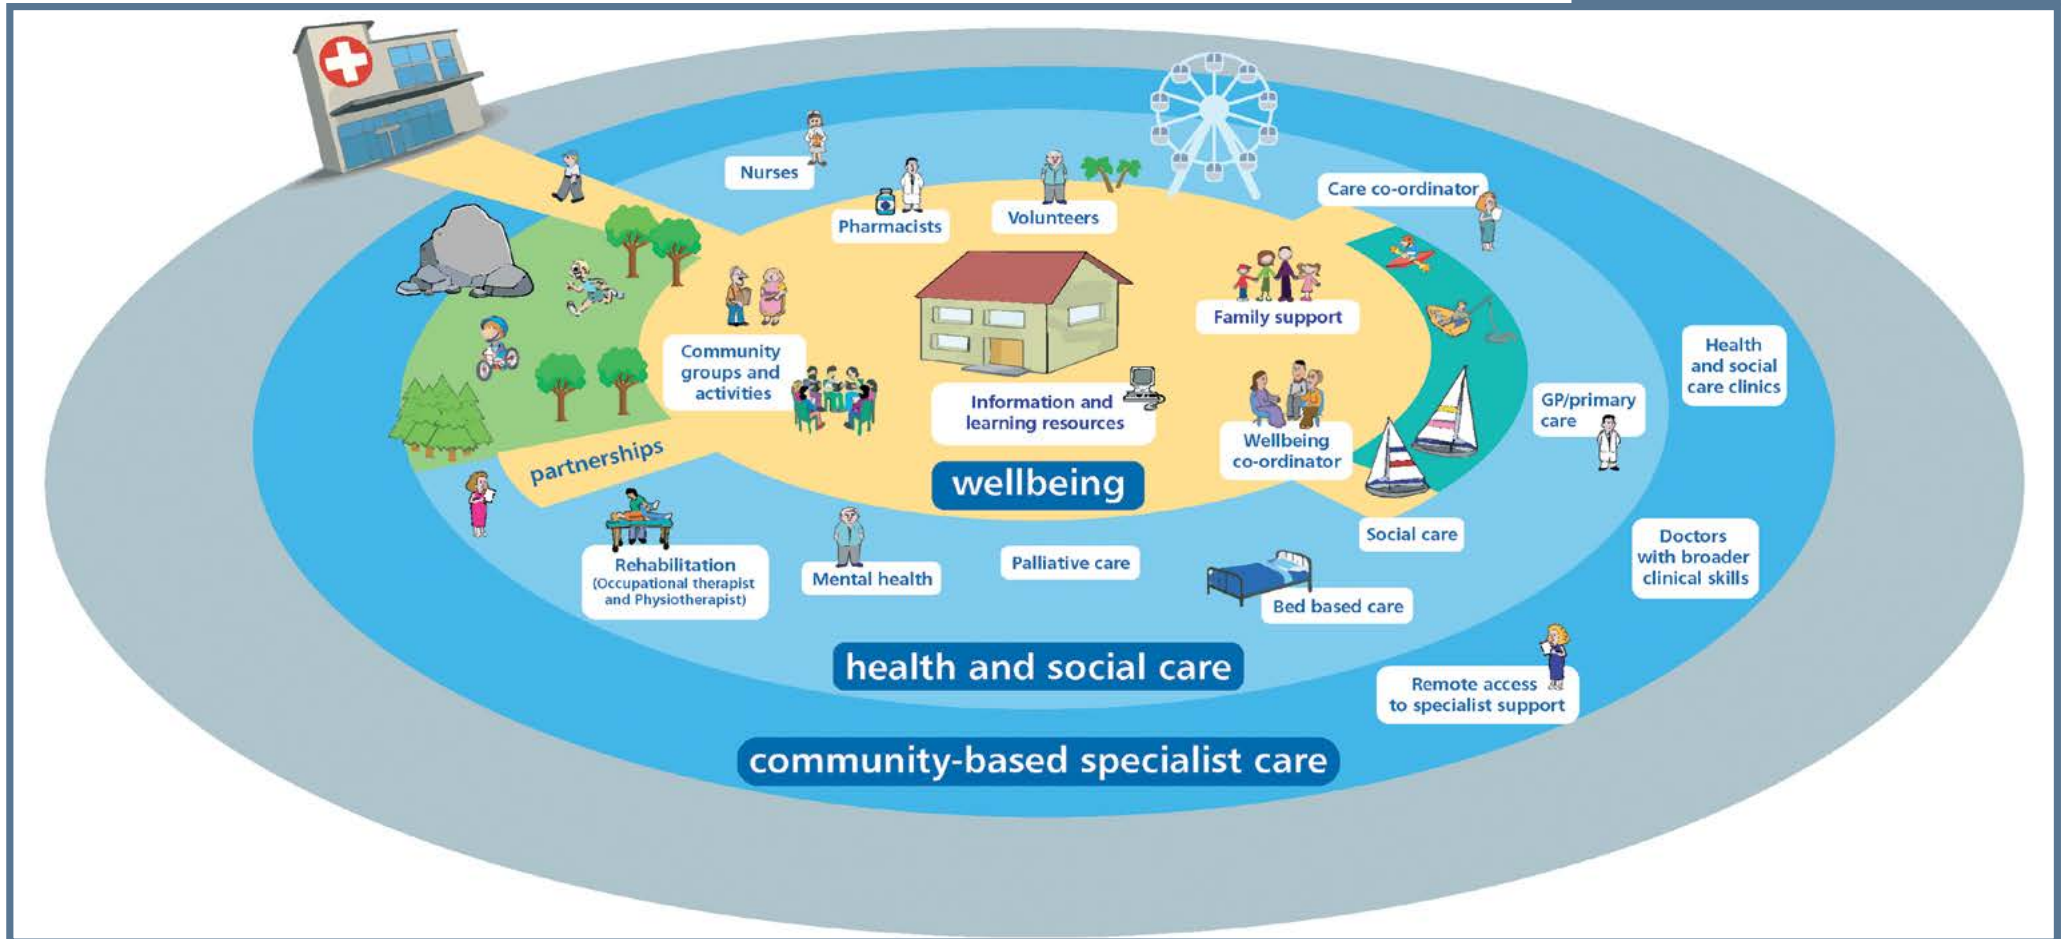 Nurses
Pharmacists
Volunteers
Care co-ordinator
Family support
Community
groups and
activities
Information and
learning resources
Wellbeing
co-ordinator
GP/primary
care
Health
and social
care clinics
partnerships
wellbeing
Social care
Rehabilitation
(Occupational therapist
and Physiotherapist)
Mental health
Palliative care
Bed based care
Doctors
with broader
clinical skills
health and social care
Remote access
to specialist support
community-based specialist care